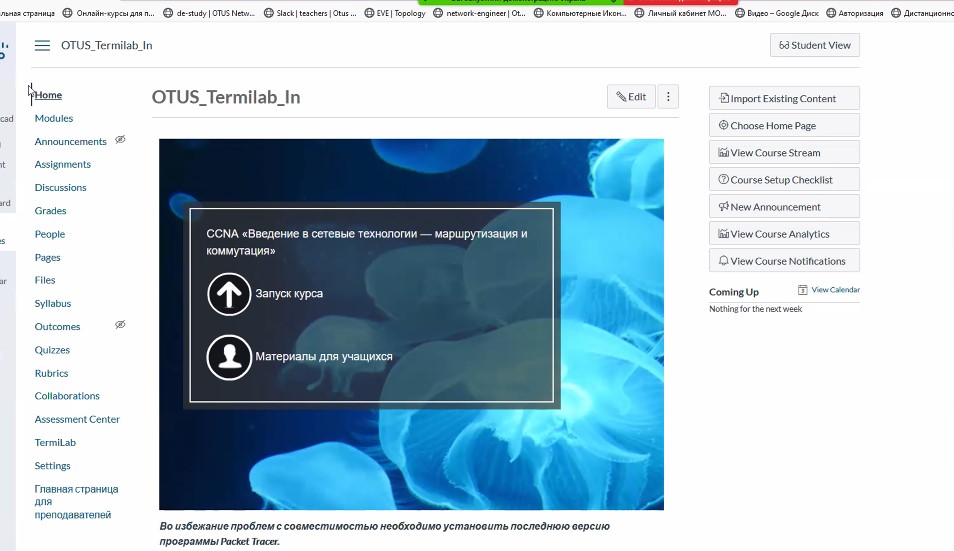 льная страница
Онлайн-курсы для п...
de-study | OTUS Netw...
Slack | teachers | Otus ...
EVE | Topology
network-engineer | Ot...
Компьютерные Икон...
Личный кабинет МО...
Видео – Google Диск
Авторизация
Дистанционно
OTUS_Termilab_In
Student View
Home
Modules
Announcements
Assignments
Discussions
Grades
People
Pages
Files
Syllabus
Outcomes
Quizzes
Rubrics
Collaborations
Assessment Center
TermiLab
Settings
Главная страница
для
преподавателей
OTUS_Termilab_In
Edit
CCNA «Введение в сетевые технологии — маршрутизация и
коммутация»
Запуск курса
Материалы для учащихся
Во избежание проблем с совместимостью необходимо установить последнюю версию
программы Packet Tracer.
Import Existing Content
Choose Home Page
View Course Stream
Course Setup Checklist
New Announcement
View Course Analytics
View Course Notifications
Coming Up
View Calendar
Nothing for the next week